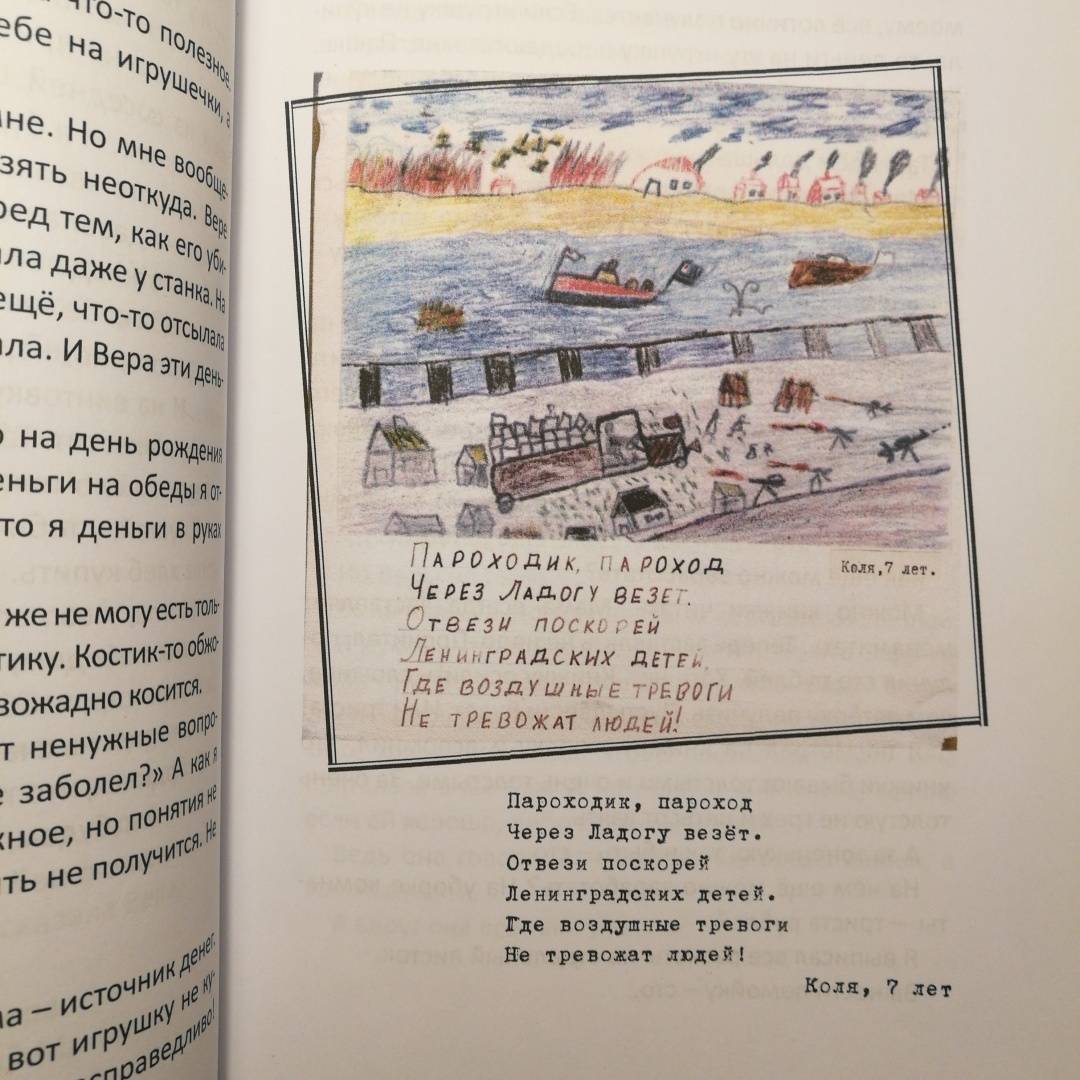 что-то полезное,
ебе на игрушечки, а
мне. Но мне вообще-
зять неоткуда. Вере
ред тем, как его уби-
ала даже у станка. На
ещё, что-то отсылала
ала. И Вера эти день-
о на день рождения
еньги на обеды я от-
то я деньги в руках
же не могу есть толь-
тику. Костик-то обжо-
вожадно косится.
т ненужные вопро-
е заболел?» А как я
жное, но понятия не
ить не получится. Не
ма – источник денег.
вот игрушку не ку-
есправедливо!
Пароходик, пароход
Через Ладогу везет.
Отвези поскорей
Ленинградских детей.
Где воздушные тревоги
Не тревожат людей!
Коля, 7 лет.
Пароходик, пароход
Через Ладогу везёт.
Отвези поскорей
Ленинградских детей.
Где воздушные тревоги
Не тревожат людей!
Коля, 7 лет